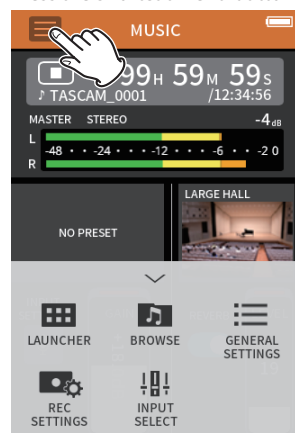 MUSIC
99H 59M 59S
♪ TASCAM_0001 /12:34:56
MASTER STEREO -4dB
L
-48 · · -24 · · · -12 · · · -6 · · -2 0
R
NO PRESET
LARGE HALL
LAUNCHER
BROWSE
GENERAL
SETTINGS
REC
SETTINGS
INPUT
SELECT